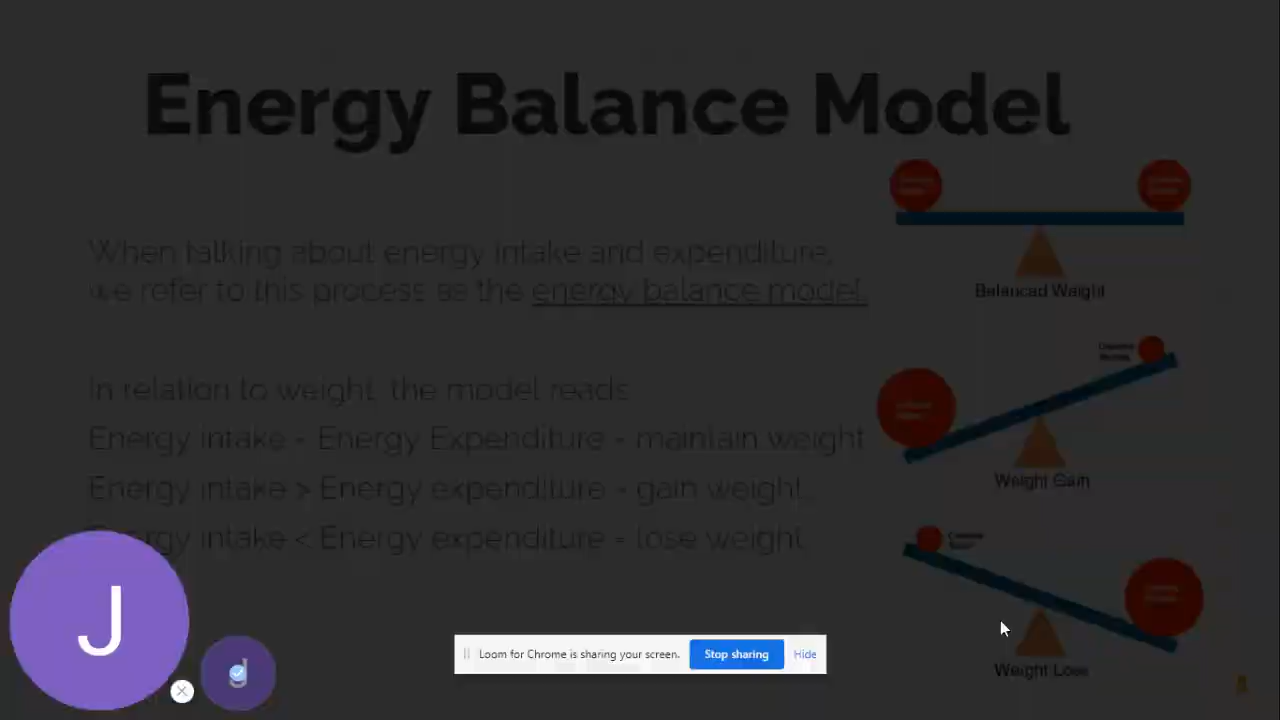 Energy Balance Model
When talking about energy intake and expenditure,
we refer to this process as the energy balance model.
Balanced Weight
In relation to weight, the model reads
Energy intake = Energy Expenditure = maintain weight
Energy intake > Energy expenditure = gain weight
Weight Gain
Energy intake < Energy expenditure = lose weight
J
d
Loom for Chrome is sharing your screen.
Stop sharing
Hide
Weight Loss